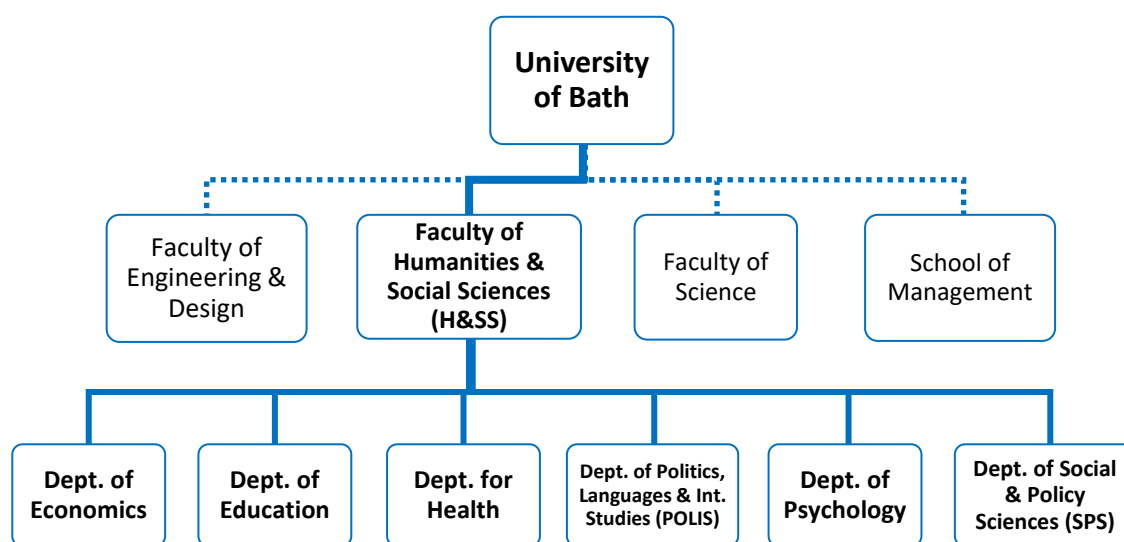 University
of Bath
Faculty of
Engineering &
Design
Faculty of
Humanities &
Social Sciences
(H&SS)
Faculty of
Science
School of
Management
Dept. of
Economics
Dept. of
Education
Dept. for
Health
Dept. of Politics,
Languages & Int.
Studies (POLIS)
Dept. of
Psychology
Dept. of Social
& Policy
Sciences (SPS)